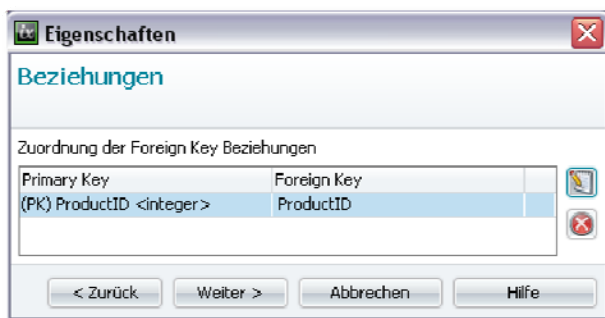 Eigenschaften
Beziehungen
Zuordnung der Foreign Key Beziehungen
Primary Key Foreign Key
(PK) ProductID <integer> ProductID
< Zurück Weiter > Abbrechen Hilfe